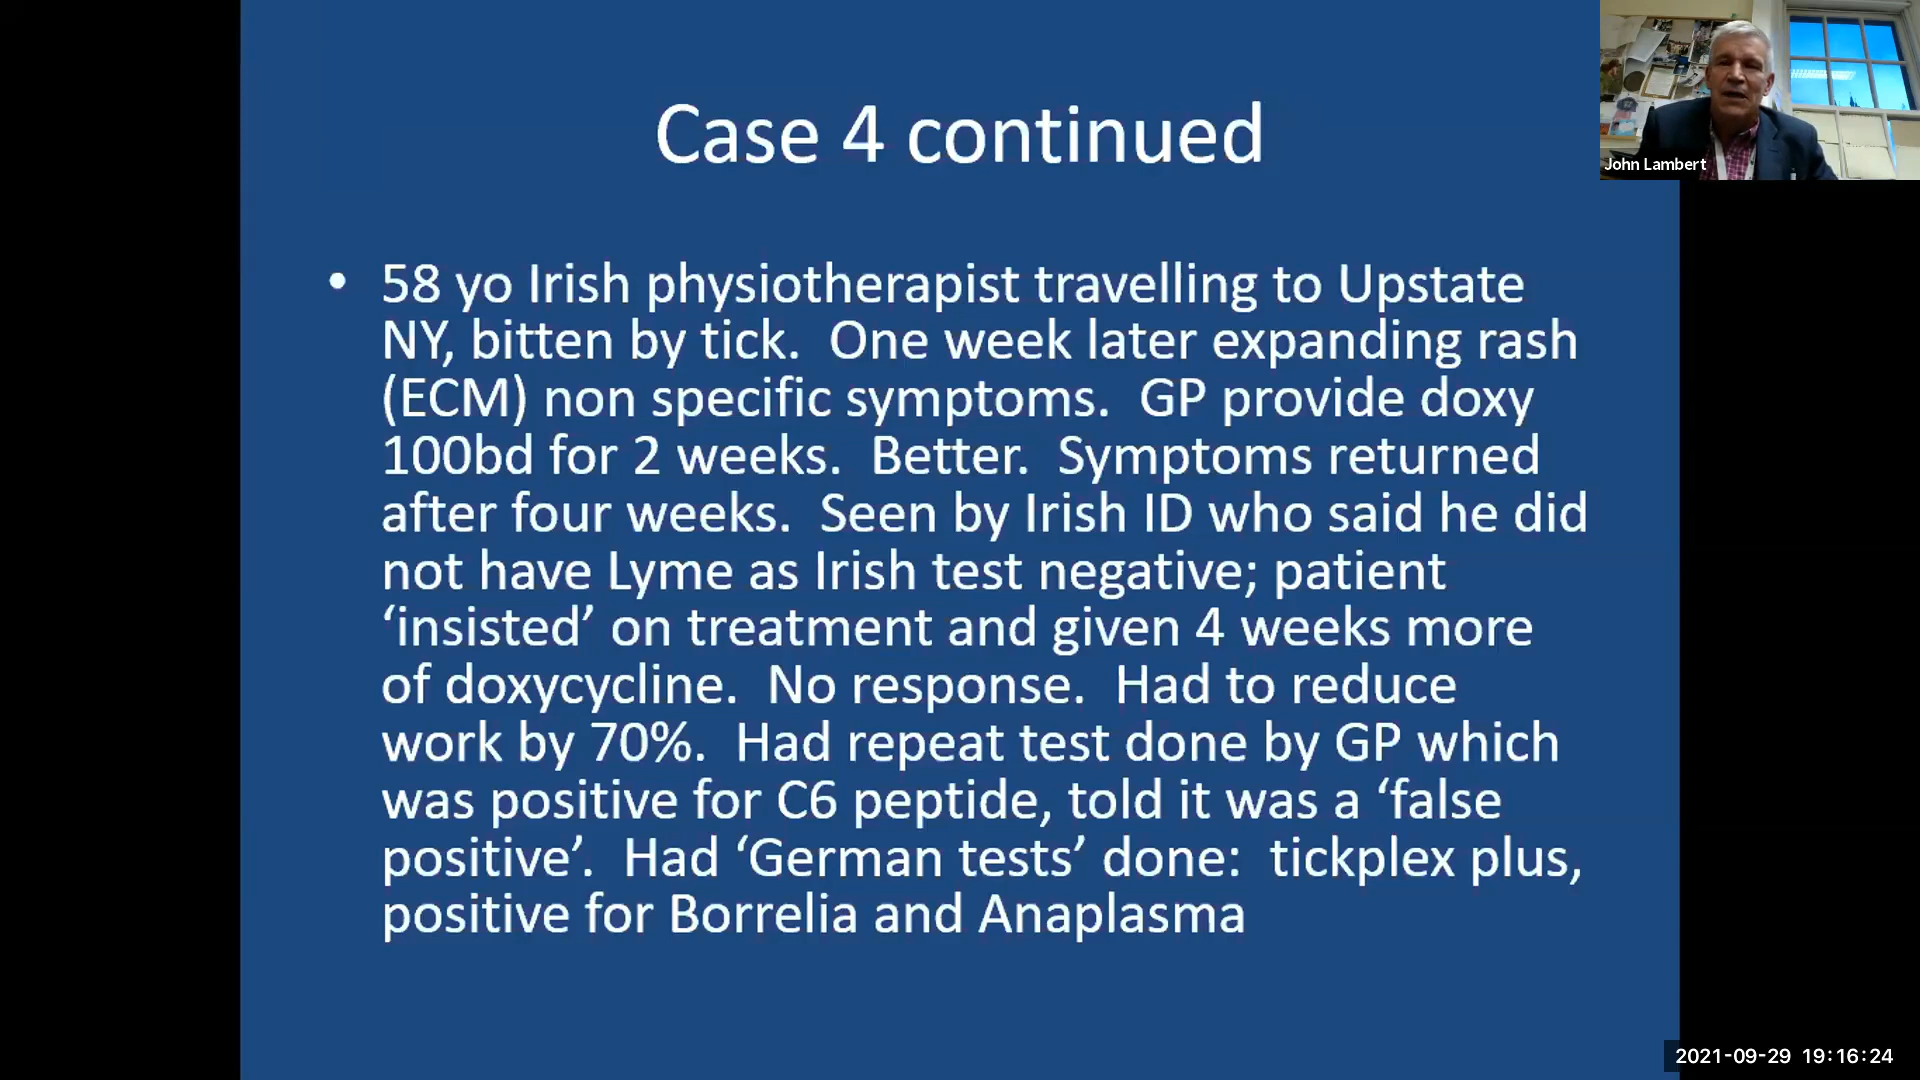 Case 4 continued
John Lambert
• 58 yo Irish physiotherapist travelling to Upstate
NY, bitten by tick.  One week later expanding rash
(ECM) non specific symptoms.  GP provide doxy
100bd for 2 weeks.  Better.  Symptoms returned
after four weeks.  Seen by Irish ID who said he did
not have Lyme as Irish test negative; patient
‘insisted’ on treatment and given 4 weeks more
of doxycycline.  No response.  Had to reduce
work by 70%.  Had repeat test done by GP which
was positive for C6 peptide, told it was a ‘false
positive’.  Had ‘German tests’ done:  tickplex plus,
positive for Borrelia and Anaplasma
2021-09-29 19:16:24